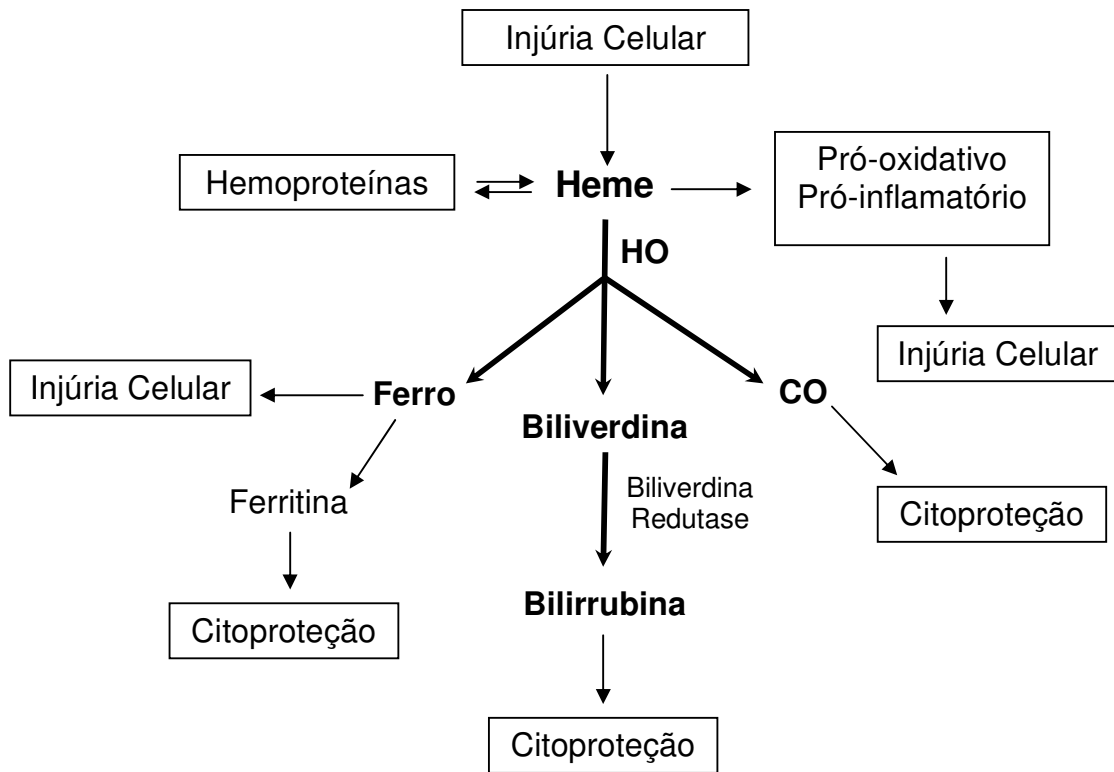 Injúria Celular
Hemoproteínas
Heme
Pró-oxidativo
Pró-inflamatório
HO
Injúria Celular
Injúria Celular
Ferro
CO
Biliverdina
Ferritina
Biliverdina
Redutase
Citoproteção
Citoproteção
Bilirrubina
Citoproteção